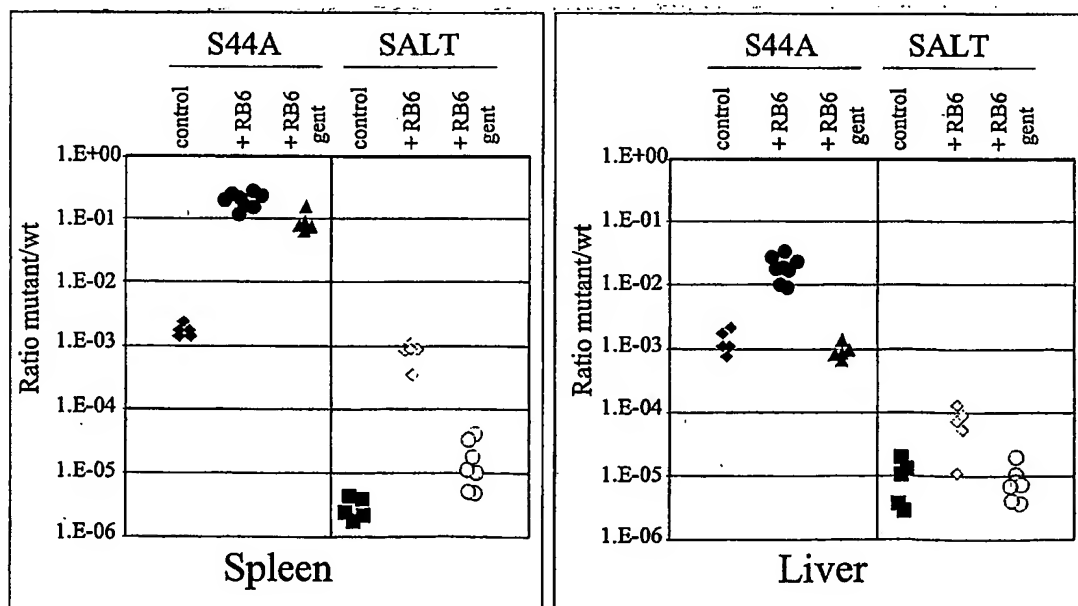 S44A SALT
control
+ RB6
+ RB6
gent
control
+ RB6
+ RB6
gent
Ratio mutant/wt
1.E+00
1.E-01
1.E-02
1.E-03
1.E-04
1.E-05
1.E-06
Spleen
S44A SALT
control
+ RB6
+ RB6
gent
control
+ RB6
+ RB6
gent
Ratio mutant/wt
1.E+00
1.E-01
1.E-02
1.E-03
1.E-04
1.E-05
1.E-06
Liver